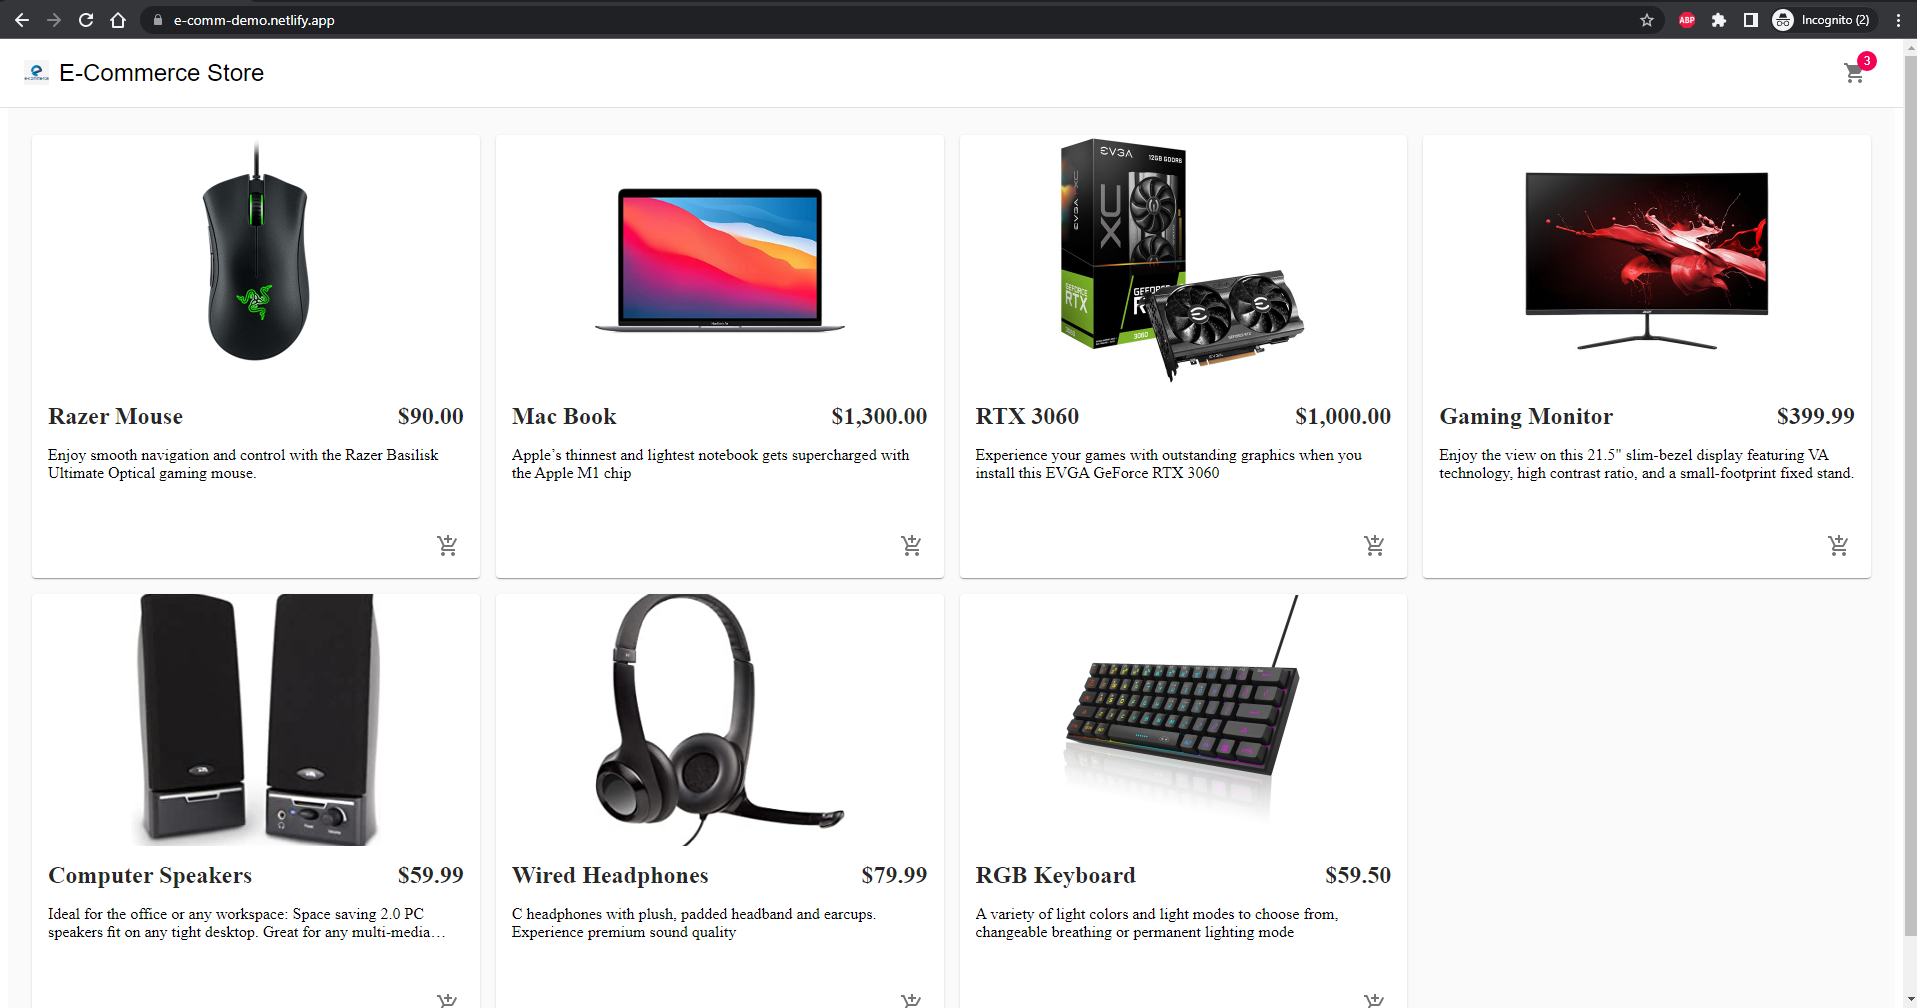 e-comm-demo.netlify.app
ABP
Incognito (2)
E-Commerce Store
3
EVGA
12GB GDDR6
XC
GEFORCE
RTX
3060
EVGA
Razer Mouse $90.00
Enjoy smooth navigation and control with the Razer Basilisk
Ultimate Optical gaming mouse.
Mac Book $1,300.00
Apple’s thinnest and lightest notebook gets supercharged with
the Apple M1 chip
RTX 3060 $1,000.00
Experience your games with outstanding graphics when you
install this EVGA GeForce RTX 3060
Gaming Monitor $399.99
Enjoy the view on this 21.5" slim-bezel display featuring VA
technology, high contrast ratio, and a small-footprint fixed stand.
Computer Speakers $59.99
Ideal for the office or any workspace: Space saving 2.0 PC
speakers fit on any tight desktop. Great for any multi-media…
Wired Headphones $79.99
C headphones with plush, padded headband and earcups.
Experience premium sound quality
RGB Keyboard $59.50
A variety of light colors and light modes to choose from,
changeable breathing or permanent lighting mode